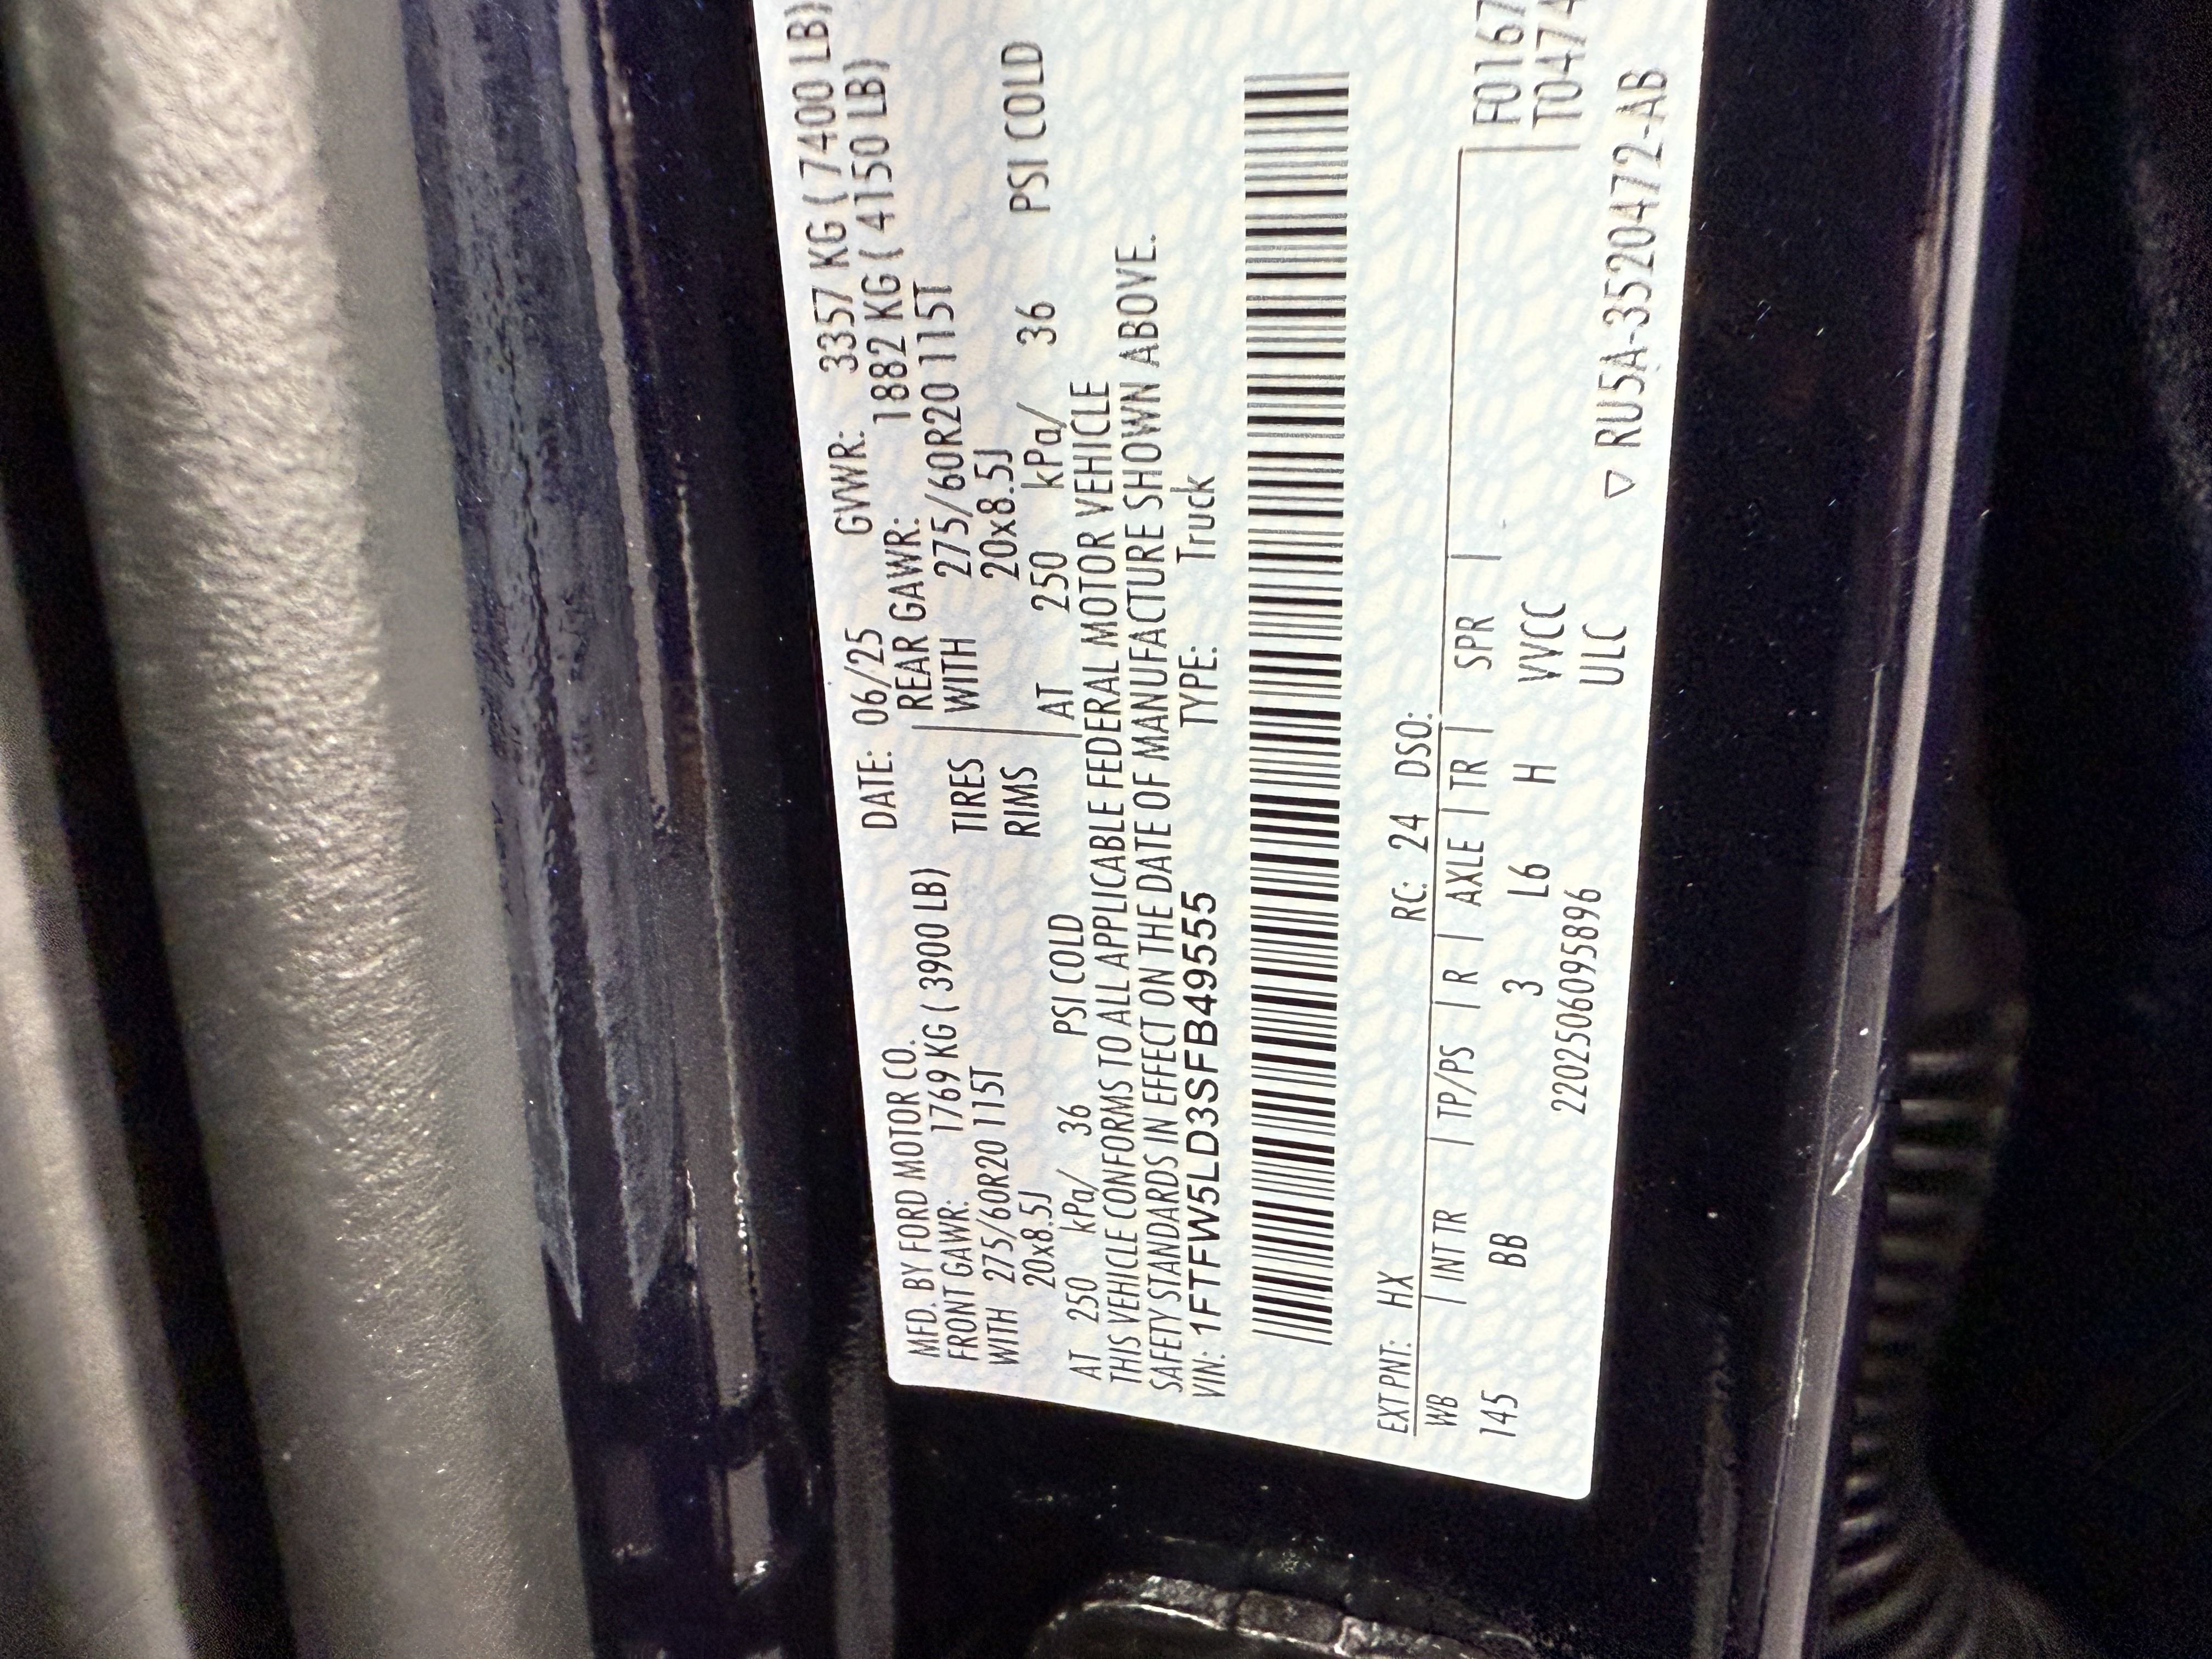 MFD. BY FORD MOTOR CO. DATE: 06/25 GVWR: 3357 KG ( 7400 LB)
FRONT GAWR: 1769 KG ( 3900 LB) REAR GAWR: 1882 KG ( 4150 LB)
WITH 275/60R20 115T TIRES WITH 275/60R20 115T
20x8.5J RIMS 20x8.5J
AT 250 kPa/ 36 PSI COLD AT 250 kPa/ 36 PSI COLD
THIS VEHICLE CONFORMS TO ALL APPLICABLE FEDERAL MOTOR VEHICLE
SAFETY STANDARDS IN EFFECT ON THE DATE OF MANUFACTURE SHOWN ABOVE.
VIN: 1FTFW5LD3SFB49555 TYPE: Truck
EXT PNT: HX RC: 24 DSO:
WB | INT TR | TP/PS | R | AXLE | TR | SPR | F0167
145 BB 3 L6 H VVCC T0474
2202506095896 ULC
▽ RU5A-3520472-AB